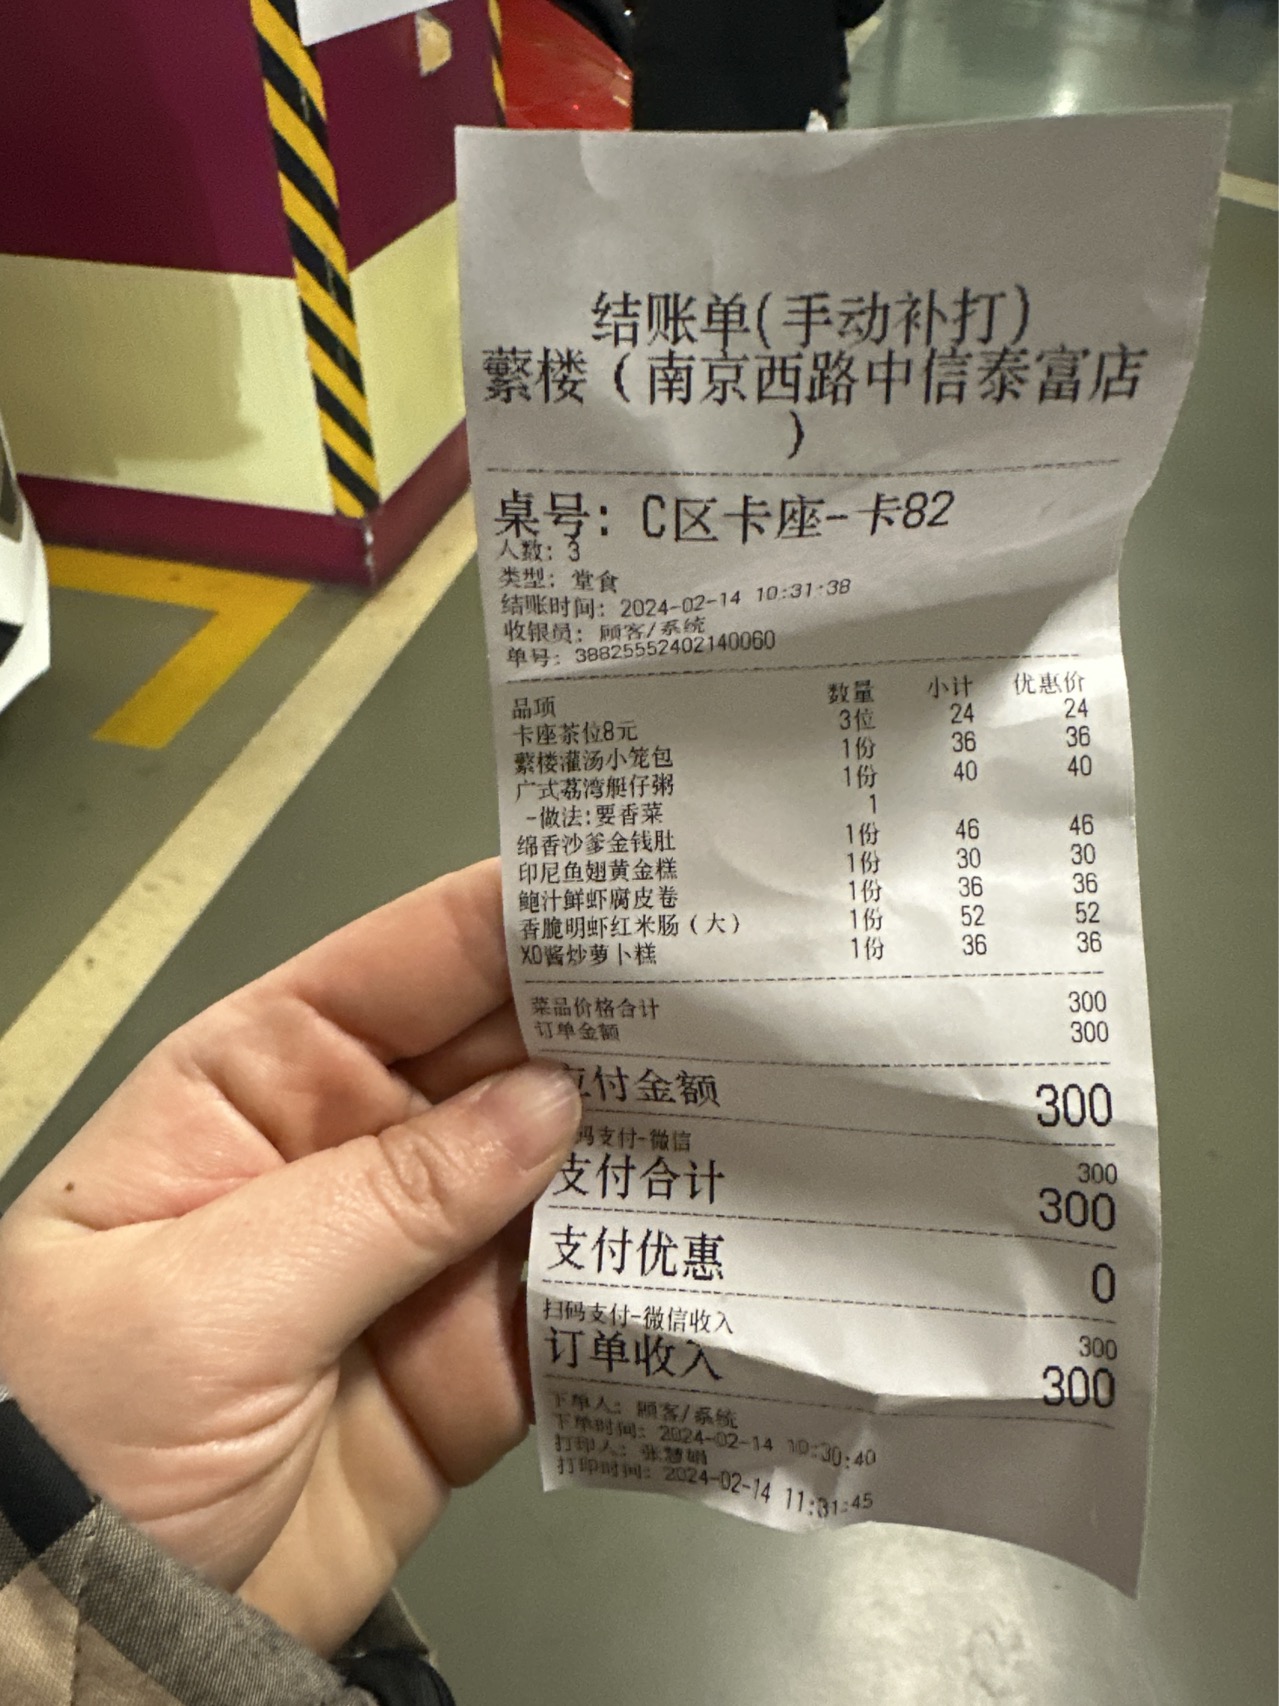 结账单(手动补打)
蘩楼（南京西路中信泰富店
）
桌号: C区卡座-卡82
人数: 3
类型: 堂食
结账时间: 2024-02-14 10:31:38
收银员: 顾客/系统
单号: 38825552402140060
品项 数量 小计 优惠价
卡座茶位8元 3位 24 24
蘩楼灌汤小笼包 1份 36 36
广式荔湾艇仔粥 1份 40 40
-做法:要香菜 1
绵香沙爹金钱肚 1份 46 46
印尼鱼翅黄金糕 1份 30 30
鲍汁鲜虾腐皮卷 1份 36 36
香脆明虾红米肠（大） 1份 52 52
XO酱炒萝卜糕 1份 36 36
菜品价格合计 300
订单金额 300
应付金额 300
码支付-微信 300
支付合计 300
支付优惠 0
扫码支付-微信收入 300
订单收入 300
下单人: 顾客/系统
下单时间: 2024-02-14 10:30:40
打印人: 张慧娟
打印时间: 2024-02-14 11:31:45